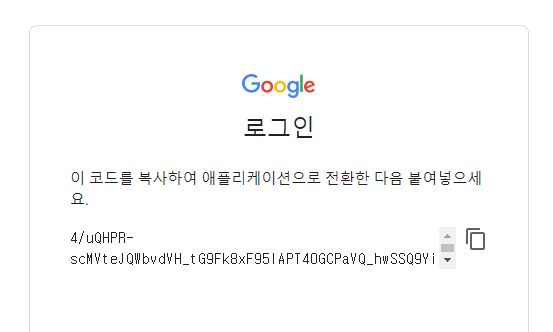 Google
로그인
이 코드를 복사하여 애플리케이션으로 전환한 다음 붙여넣으세
요.
4/uQHPR-
scMVteJQWbvdVH_tG9Fk8xF95IAPT4OGCPaVQ_hwSSQ9Yi